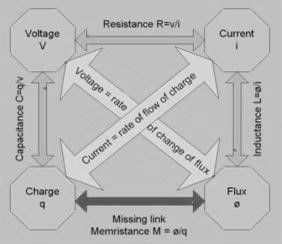 Resistance R=v/i
Voltage
V
Current
i
Voltage = rate of change of flux
Current = rate of flow of charge
Capacitance C=q/v
Inductance L=ø/i
Charge
q
Flux
ø
Missing link
Memristance M = ø/q